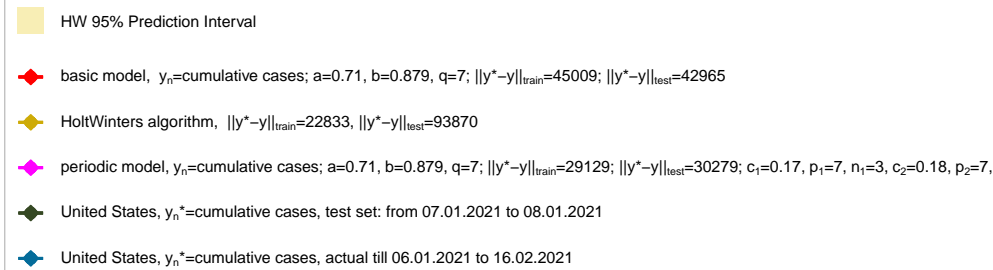 HW 95% Prediction Interval
basic model, yₙ=cumulative cases; a=0.71, b=0.879, q=7; ||y*−y||train=45009; ||y*−y||test=42965
HoltWinters algorithm, ||y*−y||train=22833, ||y*−y||test=93870
periodic model, yₙ=cumulative cases; a=0.71, b=0.879, q=7; ||y*−y||train=29129; ||y*−y||test=30279; c₁=0.17, p₁=7, n₁=3, c₂=0.18, p₂=7,
United States, yₙ*=cumulative cases, test set: from 07.01.2021 to 08.01.2021
United States, yₙ*=cumulative cases, actual till 06.01.2021 to 16.02.2021